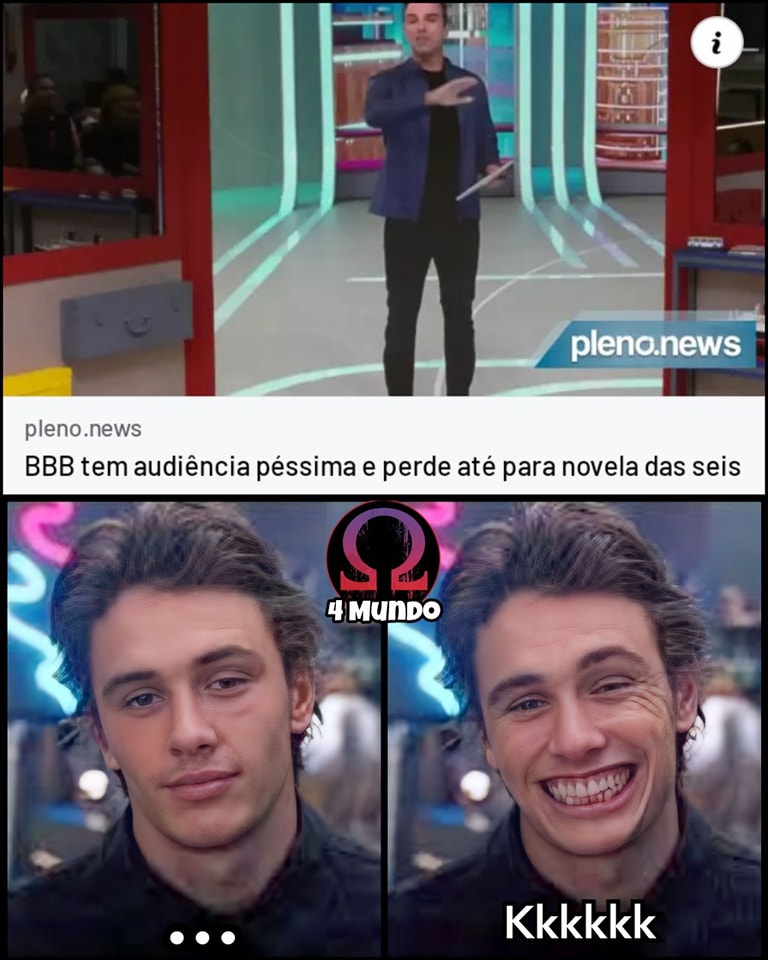 i
pleno.news
pleno.news
BBB tem audiência péssima e perde até para novela das seis
Ω
4 MUNDO
...
Kkkkkk